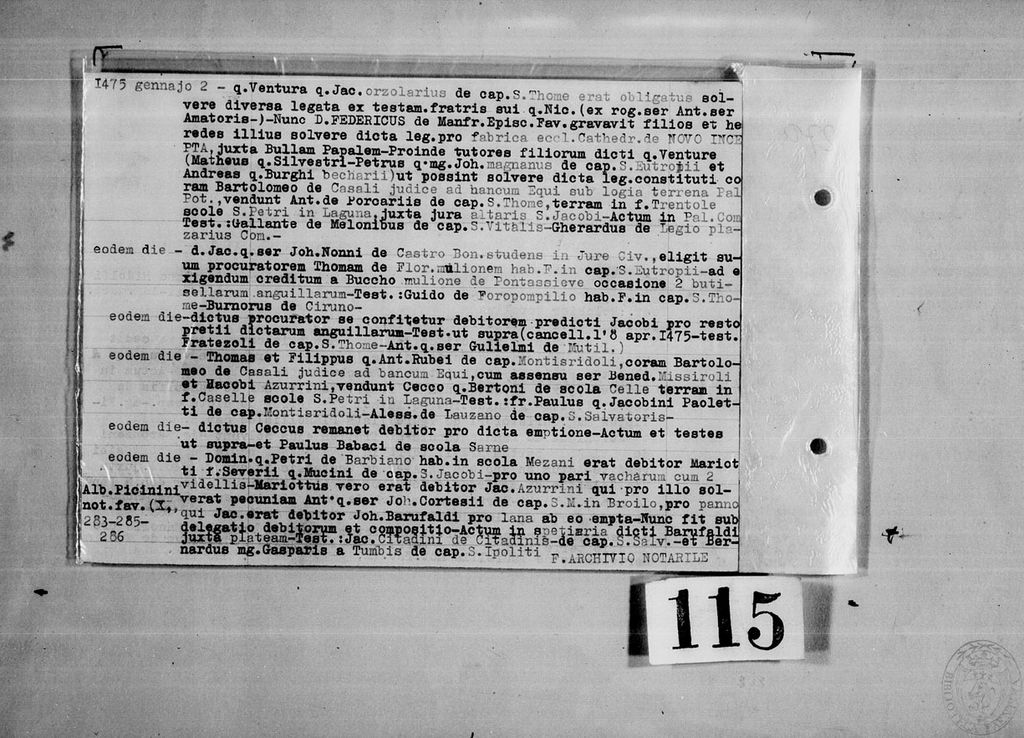 1475 gennajo 2 - q.Ventura q.Jac.orzolarius de cap.S.Thome erat obligatus sol-
vere diversa legata ex testam.fratris sui q.Nic.(ex rog.ser Ant.ser
Amatoris-)-Nunc D.FEDERICUS de Manfr.Episc.Fav.gravavit filios et he
redes illius solvere dicta leg.pro fabrica eccl.Cathedr.de NOVO INCE
PTA,juxta Bullam Papalem-Proinde tutores filiorum dicti q.Venture
(Matheus q.Silvestri-Petrus q.mg.Joh.magnanus de cap.S.Eutropii et
Andreas q.Burghi becharii)ut possint solvere dicta leg.constituti co
ram Bartolomeo de Casali judice ad bancum Equi sub logia terrena Pal
Pot.,vendunt Ant.de Porcariis de cap.S.Thome,terram in f.Trentole
scole S.Petri in Laguna,juxta jura altaris S.Jacobi-Actum in Pal.Com
Test.:Gallante de Melonibus de cap.S.Vitalis-Gherardus de Legio pla-
zarius Com.-
eodem die - d.Jac.q.ser Joh.Nonni de Castro Bon.studens in Jure Civ.,eligit su-
um procuratorem Thomam de Flor.mulionem hab.F.in cap.S.Eutropii-ad e
xigendum creditum a Buccho mulione de Pontassieve occasione 2 buti-
sellarum anguillarum-Test.:Guido de Foropompilio hab.F.in cap.S.Tho-
me-Burnorus de Ciruno-
eodem die-dictus procurator se confitetur debitorem predicti Jacobi pro resto
pretii dictarum anguillarum-Test.ut supra(cancell.l'8 apr.1475-test.
Fratezoli de cap.S.Thome-Ant.q.ser Gulielmi de Mutil.)
eodem die - Thomas et Filippus q.Ant.Rubei de cap.Montisridoli,coram Bartolo-
meo de Casali judice ad bancum Equi,cum assensu ser Bened.Missiroli
et Macobi Azurrini,vendunt Cecco q.Bertoni de scola Celle terram in
f.Caselle scole S.Petri in Laguna-Test.:fr.Paulus q.Jacobini Paolet-
ti de cap.Montisridoli-Aless.de Lauzano de cap.S.Salvatoris-
eodem die- dictus Ceccus remanet debitor pro dicta emptione-Actum et testes
ut supra-et Paulus Babaci de scola Sarne
eodem die - Domin.q.Petri de Barbiano hab.in scola Mezani erat debitor Mariot
ti f.Severii q.Mucini de cap.S.Jacobi-pro uno pari vacharum cum 2
videllis-Mariottus vero erat debitor Jac.Azurrini qui pro illo sol-
verat pecuniam Ant.q.ser Joh.Cortesii de cap.S.M.in Broilo,pro panno
qui Jac.erat debitor Joh.Barufaldi pro lana ab eo empta-Nunc fit sub
delegatio debitorum et compositio-Actum in spetiaria dicti Barufaldi
juxta plateam-Test.:Jac.Citadini de Citadinis-de cap.S.Salv.-et Ber-
nardus mg.Gasparis a Tumbis de cap.S.Ipoliti F.ARCHIVIO NOTARILE
Alb.Picinini
not.fav.(X,,
283-285-
286
115